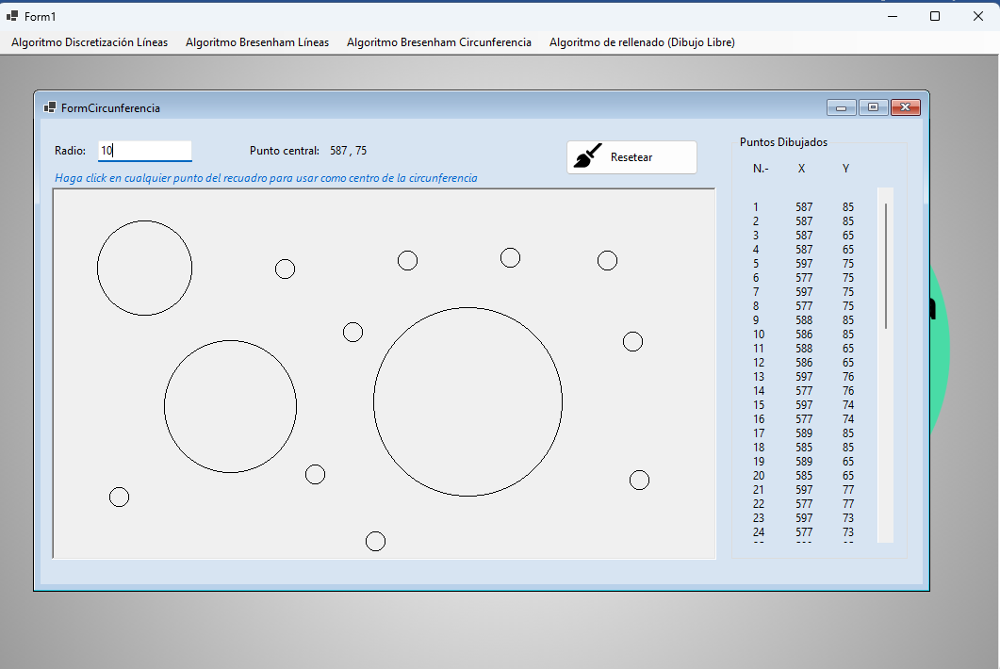 Form1
Algoritmo Discretización Líneas Algoritmo Bresenham Líneas Algoritmo Bresenham Circunferencia Algoritmo de rellenado (Dibujo Libre)
FormCircunferencia
Radio: 10 Punto central: 587 , 75 Resetear
Haga click en cualquier punto del recuadro para usar como centro de la circunferencia
Puntos Dibujados
N.- X Y
1 587 85
2 587 85
3 587 65
4 587 65
5 597 75
6 577 75
7 597 75
8 577 75
9 588 85
10 586 85
11 588 65
12 586 65
13 597 76
14 577 76
15 597 74
16 577 74
17 589 85
18 585 85
19 589 65
20 585 65
21 597 77
22 577 77
23 597 73
24 577 73